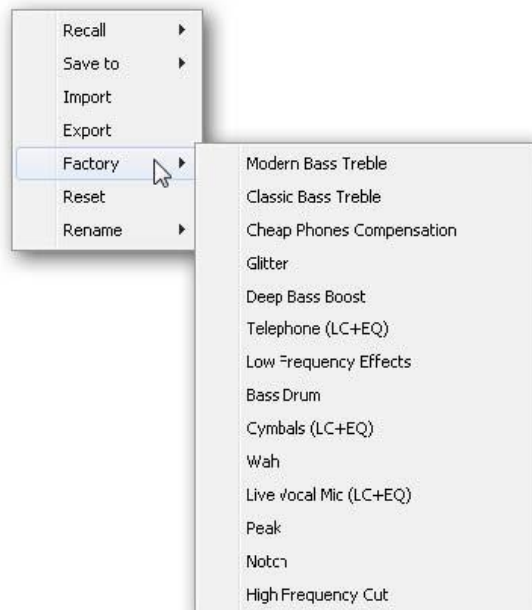 Recall
Save to
Import
Export
Factory
Reset
Rename
Modern Bass Treble
Classic Bass Treble
Cheap Phones Compensation
Glitter
Deep Bass Boost
Telephone (LC+EQ)
Low Frequency Effects
Bass Drum
Cymbals (LC+EQ)
Wah
Live Vocal Mic (LC+EQ)
Peak
Notch
High Frequency Cut